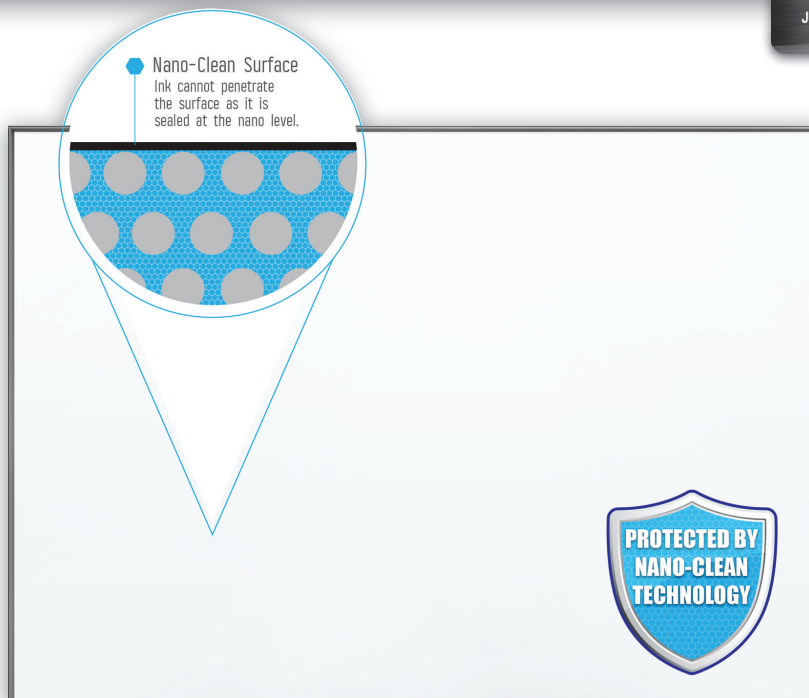 Nano-Clean Surface
Ink cannot penetrate
the surface as it is
sealed at the nano level.
PROTECTED BY
NANO-CLEAN
TECHNOLOGY